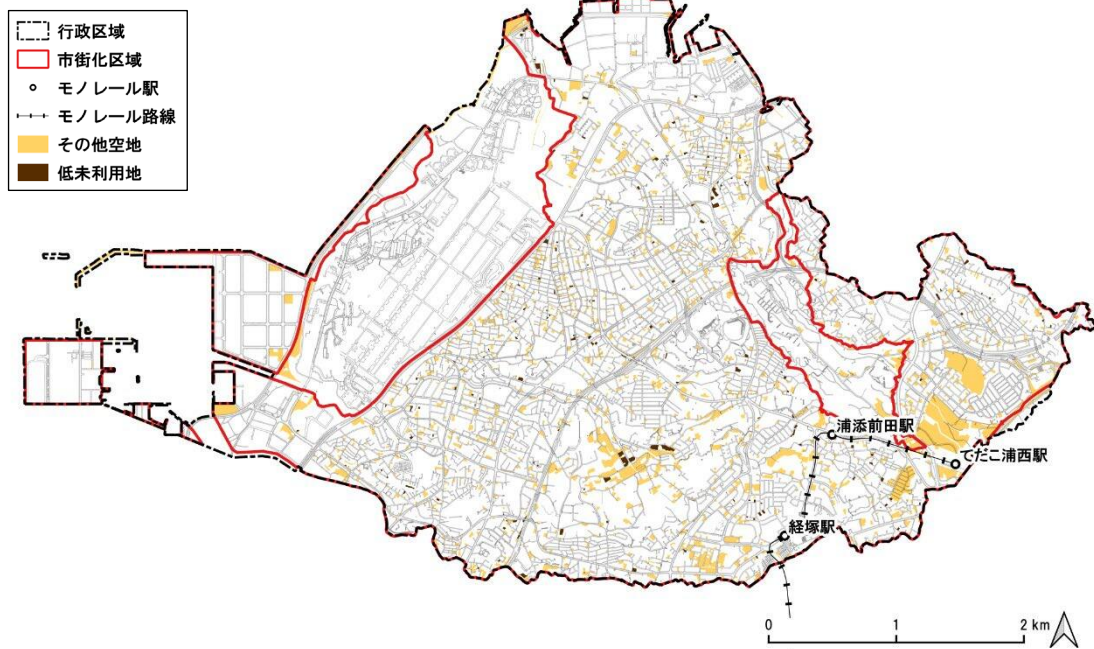 行政区域
市街化区域
モノレール駅
モノレール路線
その他空地
低未利用地
浦添前田駅
てだこ浦西駅
経塚駅
0 1 2 km